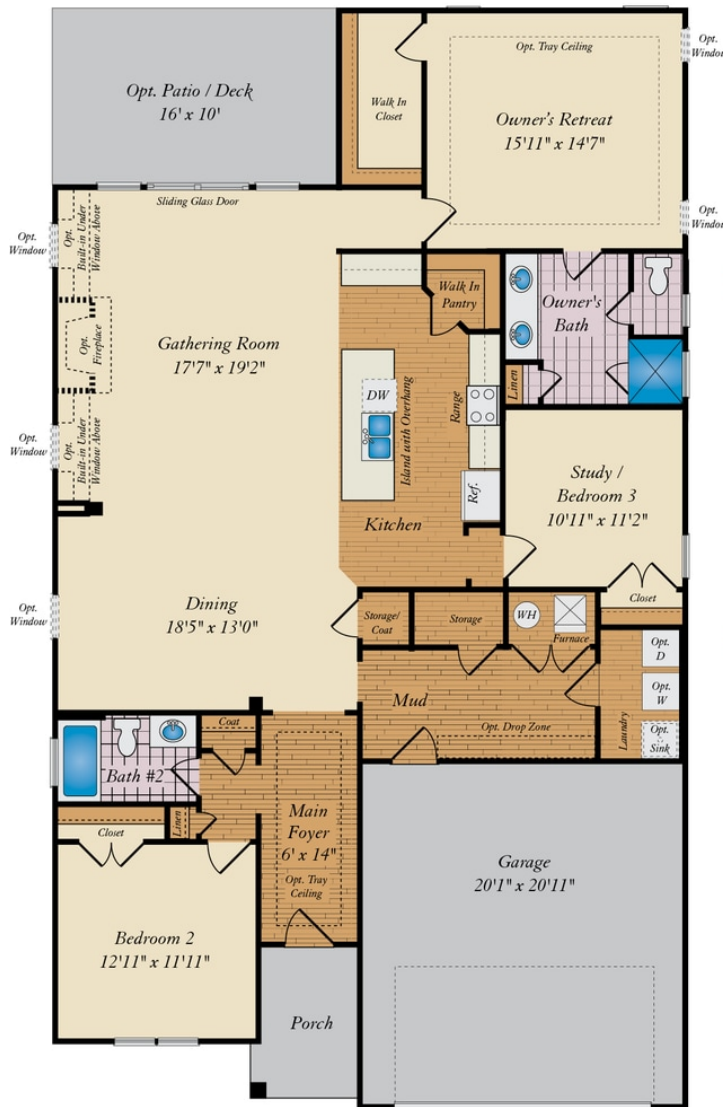 Opt. Patio / Deck
16' x 10'
Walk In
Closet
Opt. Tray Ceiling
Owner's Retreat
15'11" x 14'7"
Opt.
Window
Opt.
Window
Sliding Glass Door
Opt.
Window
Opt.
Built-in Under
Window Above
Opt.
Fireplace
Gathering Room
17'7" x 19'2"
Opt.
Window
Opt.
Built-in Under
Window Above
Walk In
Pantry
Owner's
Bath
Linen
DW
Island with Overhang
Range
Ref.
Kitchen
Study /
Bedroom 3
10'11" x 11'2"
Closet
Opt.
Window
Dining
18'5" x 13'0"
Storage/
Coat
Storage
WH
Furnace
Mud
Opt. Drop Zone
Laundry
Opt.
D
Opt.
W
Opt.
Sink
Coat
Bath #2
Linen
Closet
Main
Foyer
6' x 14"
Opt. Tray
Ceiling
Garage
20'1" x 20'11"
Bedroom 2
12'11" x 11'11"
Porch